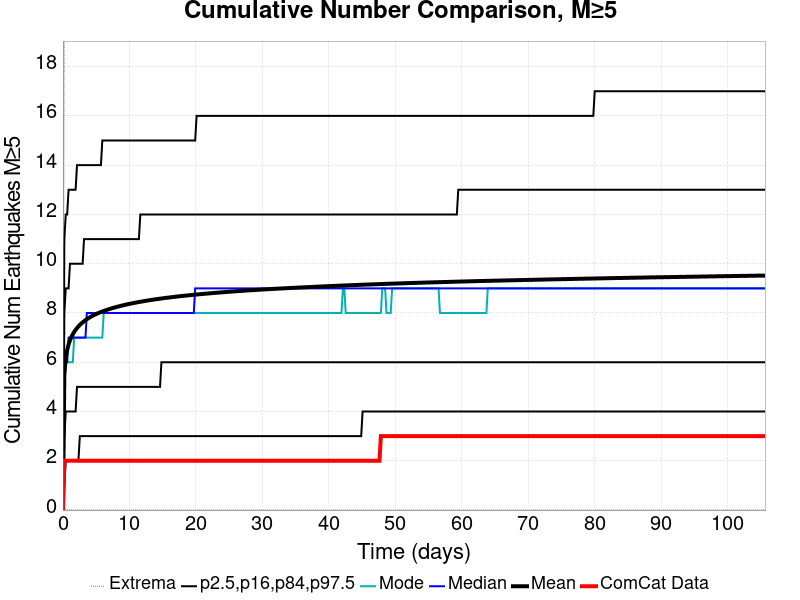 Cumulative Number Comparison, M≥5
Cumulative Num Earthquakes M≥5
18
16
14
12
10
8
6
4
2
0
0 10 20 30 40 50 60 70 80 90 100
Time (days)
Extrema p2.5,p16,p84,p97.5 Mode Median Mean ComCat Data